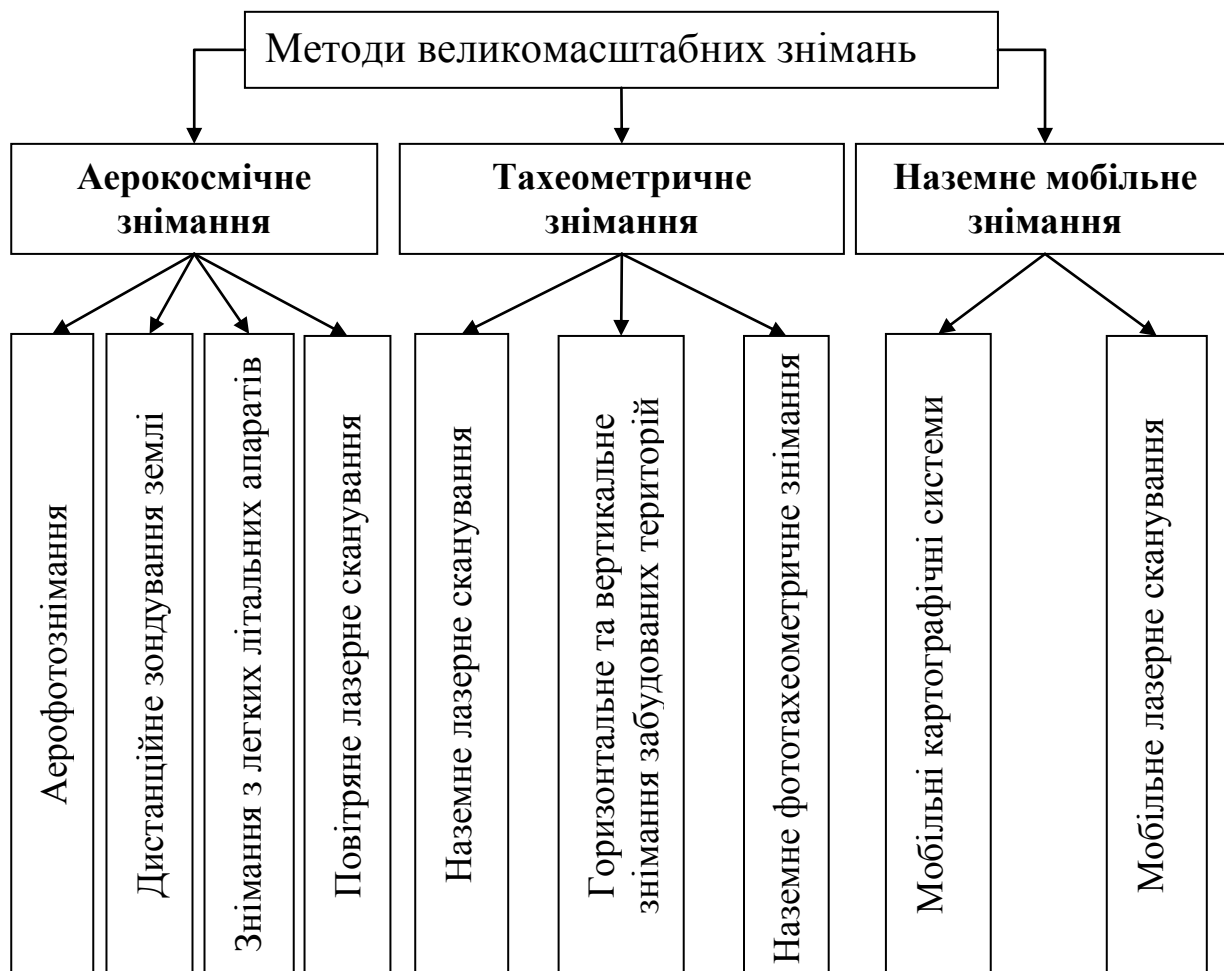 Методи великомасштабних знімань
Аерокосмічне
знімання
Тахеометричне
знімання
Наземне мобільне
знімання
Аерофотознімання
Дистанційне зондування землі
Знімання з легких літальних апаратів
Повітряне лазерне сканування
Наземне лазерне сканування
Горизонтальне та вертикальне
знімання забудованих територій
Наземне фототахеометричне знімання
Мобільні картографічні системи
Мобільне лазерне сканування